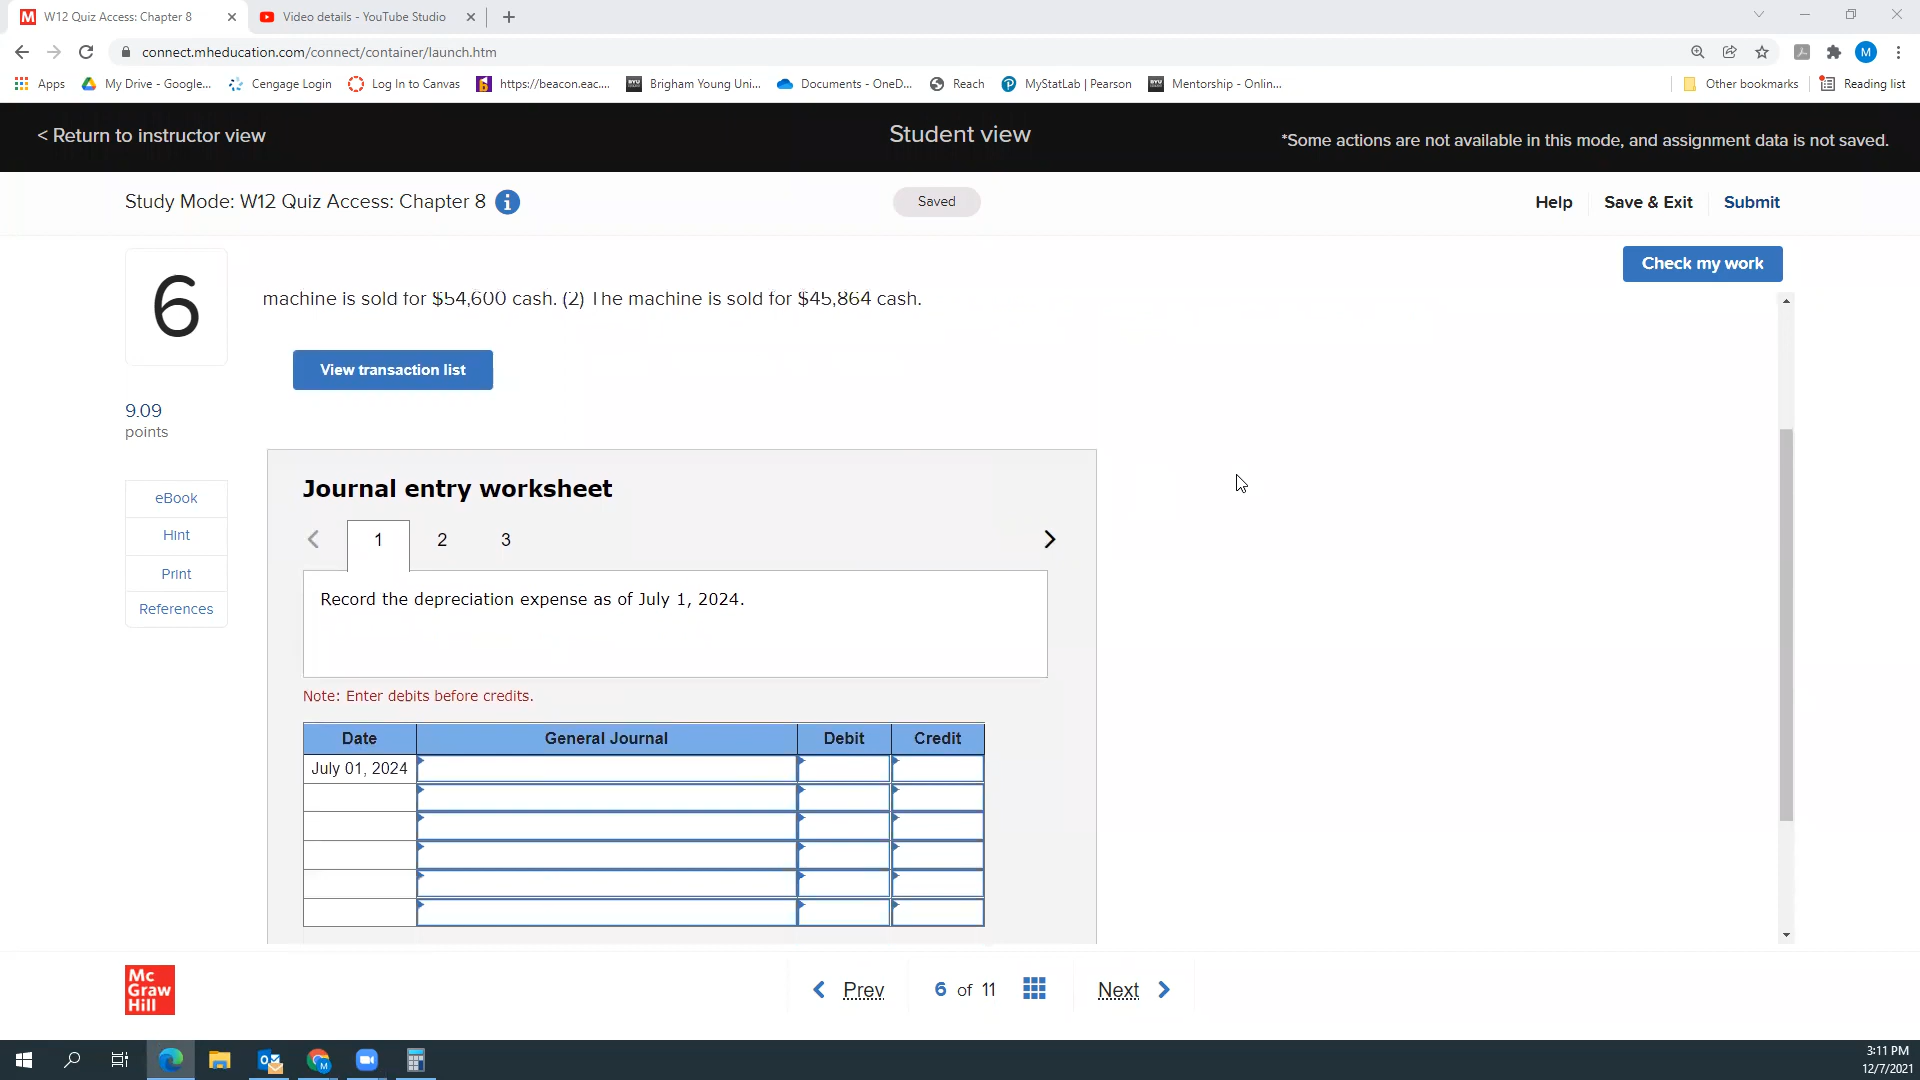 W12 Quiz Access: Chapter 8
Video details - YouTube Studio
connect.mheducation.com/connect/container/launch.htm
M
Apps
My Drive - Google...
Cengage Login
Log In to Canvas
https://beacon.eac....
Brigham Young Uni...
Documents - OneD...
Reach
MyStatLab | Pearson
Mentorship - Onlin...
Other bookmarks
Reading list
< Return to instructor view
Student view
*Some actions are not available in this mode, and assignment data is not saved.
Study Mode: W12 Quiz Access: Chapter 8
Saved
Help
Save & Exit
Submit
Check my work
6
machine is sold for $54,600 cash. (2) The machine is sold for $45,864 cash.
View transaction list
9.09
points
eBook
Hint
Print
References
Journal entry worksheet
1
2
3
Record the depreciation expense as of July 1, 2024.
Note: Enter debits before credits.
Date
General Journal
Debit
Credit
July 01, 2024
Mc
Graw
Hill
Prev
6 of 11
Next
3:11 PM
12/7/2021